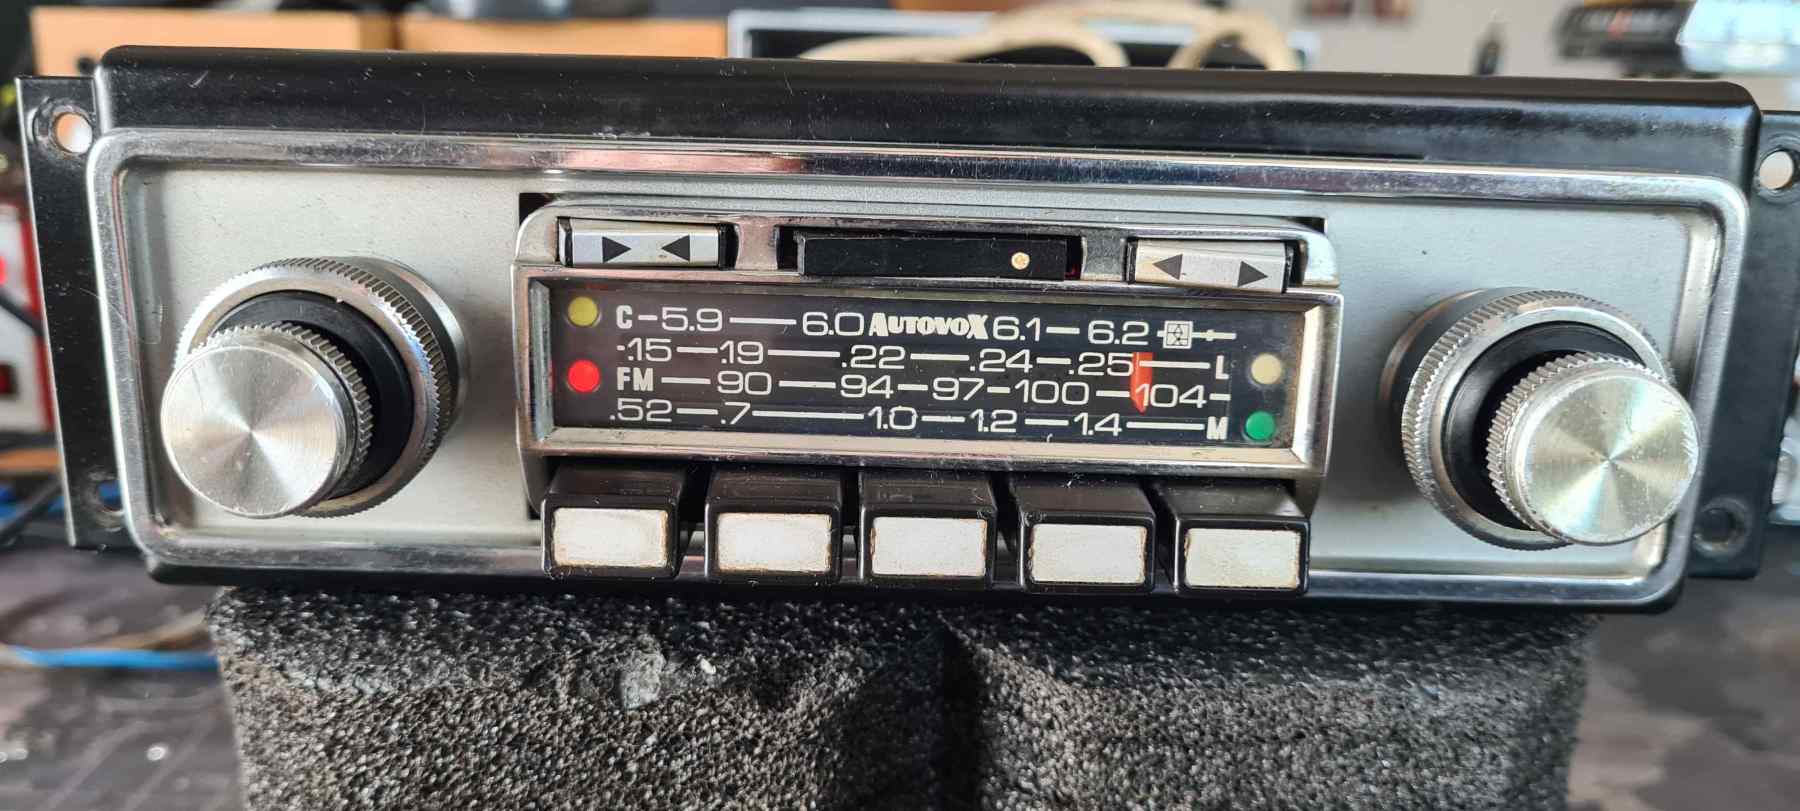 C-5.9—6.0 AUTOVOX 6.1—6.2
.15—.19—.22—.24—.25—L
FM—90—94—97—100—104-
.52—.7—1.0—1.2—1.4—M